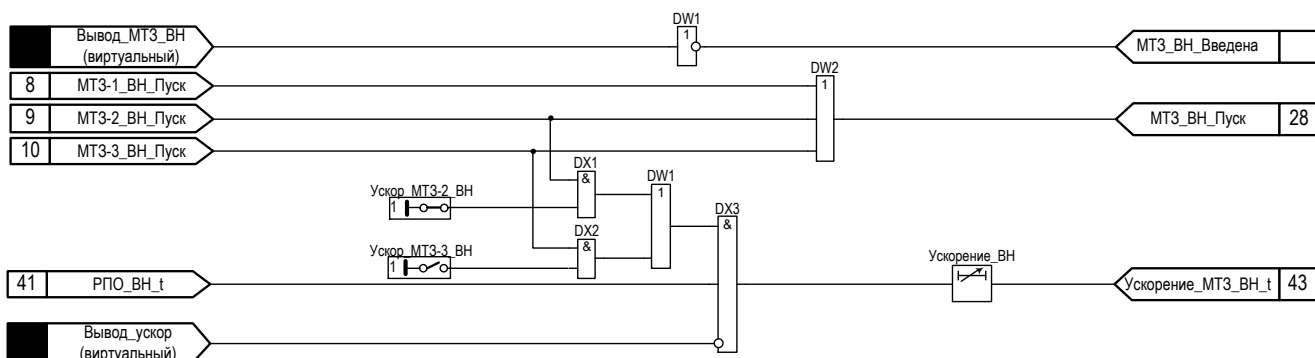 DW1
Вывод_МТЗ_ВН
(виртуальный)
1
МТЗ_ВН_Введена
DW2
8 МТЗ-1_ВН_Пуск
1
9 МТЗ-2_ВН_Пуск
МТЗ_ВН_Пуск 28
10 МТЗ-3_ВН_Пуск
DX1
&
DW1
1
Ускор_МТЗ-2_ВН
1
DX3
&
DX2
&
Ускор_МТЗ-3_ВН
1
Ускорение_ВН
41 РПО_ВН_t
Ускорение_МТЗ_ВН_t 43
Вывод_ускор
(виртуальный)